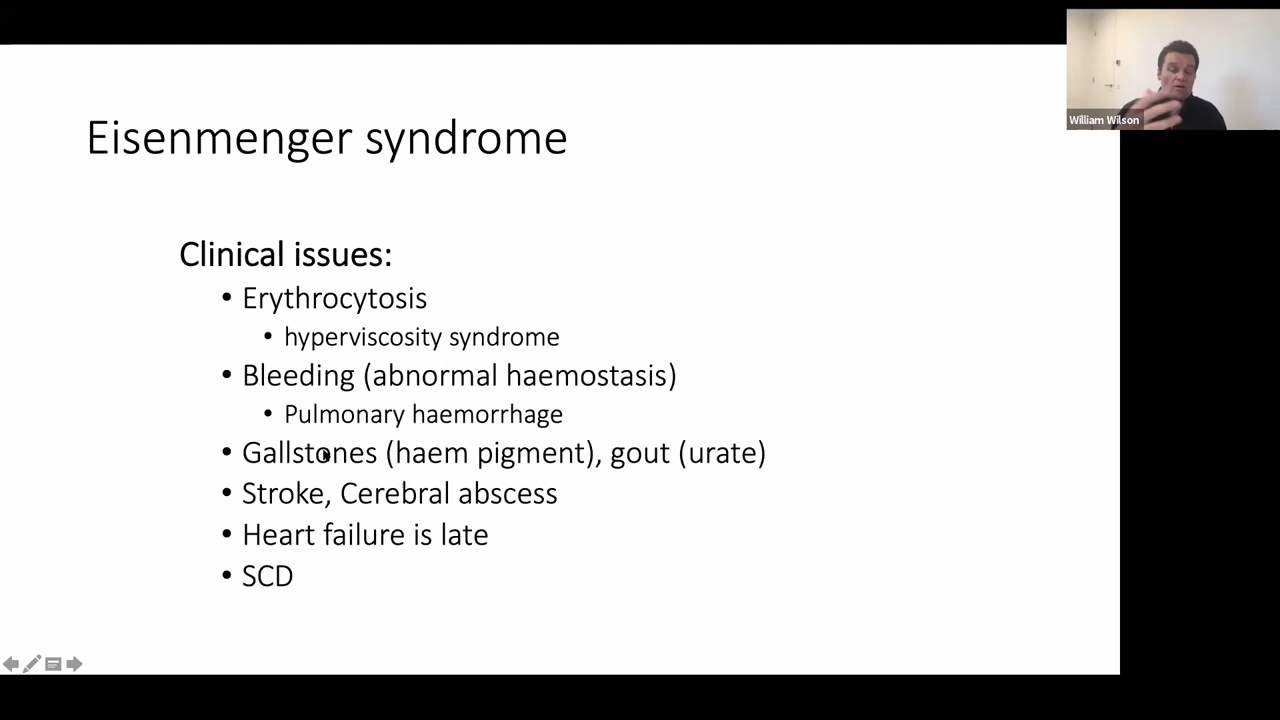 Eisenmenger syndrome
Clinical issues:
• Erythrocytosis
• hyperviscosity syndrome
• Bleeding (abnormal haemostasis)
• Pulmonary haemorrhage
• Gallstones (haem pigment), gout (urate)
• Stroke, Cerebral abscess
• Heart failure is late
• SCD
William Wilson